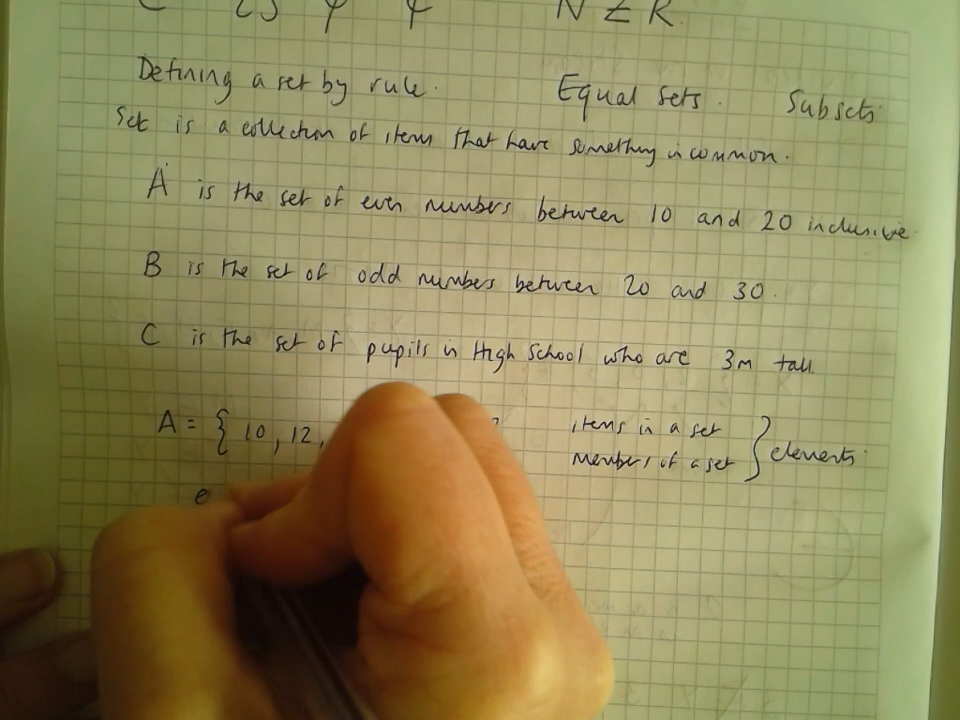 N Z R
Defining a set by rule. Equal Sets. Subsets
Set is a collection of items that have something in common.
A is the set of even numbers between 10 and 20 inclusive.
B is the set of odd numbers between 20 and 30.
C is the set of pupils in High School who are 3m tall.
A = { 10, 12,
items in a set
members of a set } elements
e